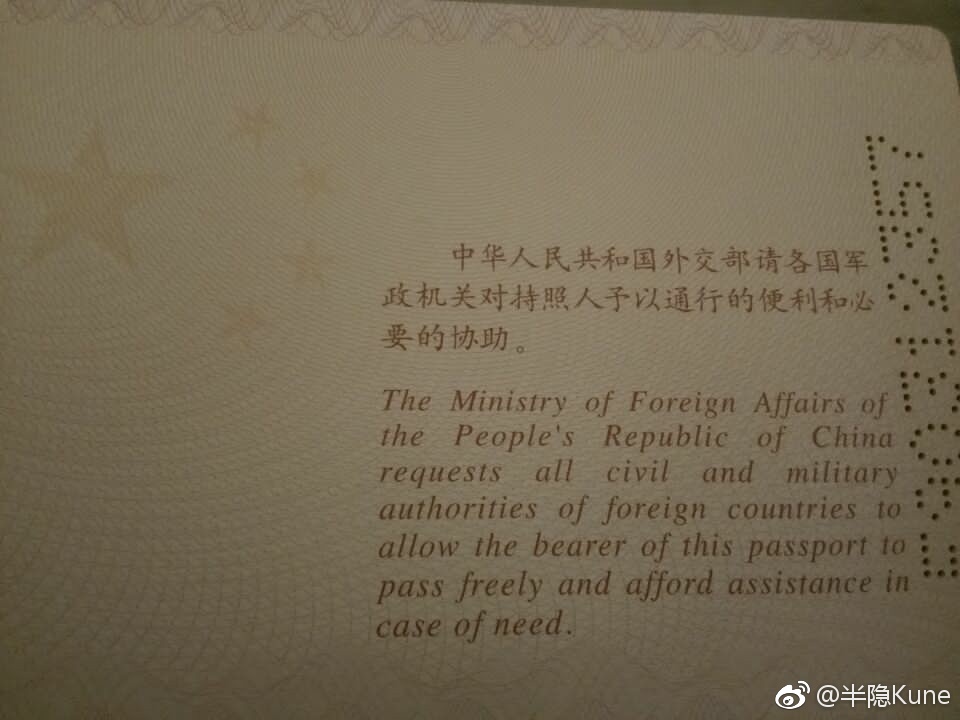 中华人民共和国外交部请各国军
政机关对持照人予以通行的便利和必
要的协助。
The Ministry of Foreign Affairs of
the People's Republic of China
requests all civil and military
authorities of foreign countries to
allow the bearer of this passport to
pass freely and afford assistance in
case of need.
@半隐Kune